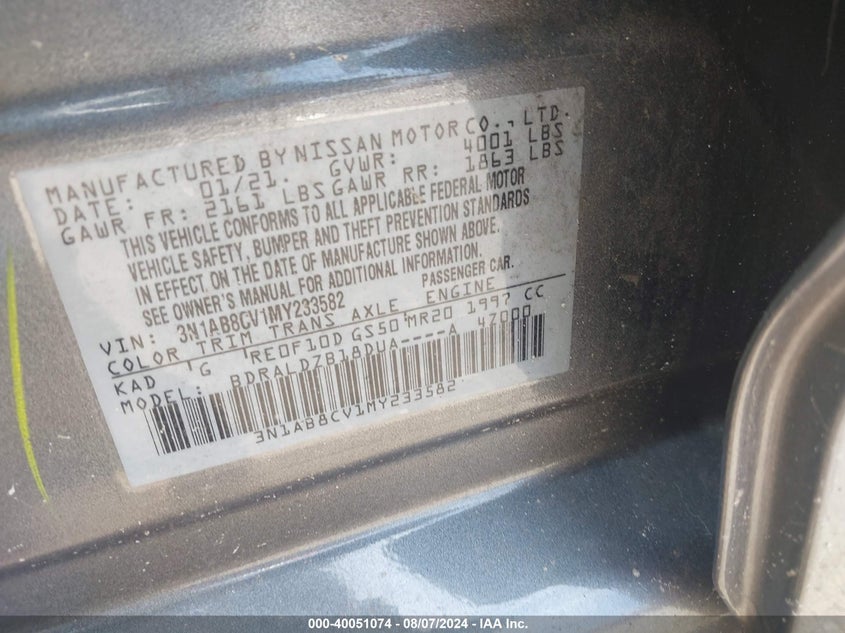 MANUFACTURED BY NISSAN MOTOR CO., LTD.
DATE: 01/21. GVWR: 4001 LBS
GAWR FR: 2161 LBS GAWR RR: 1863 LBS
THIS VEHICLE CONFORMS TO ALL APPLICABLE FEDERAL MOTOR
VEHICLE SAFETY, BUMPER AND THEFT PREVENTION STANDARDS
IN EFFECT ON THE DATE OF MANUFACTURE SHOWN ABOVE.
SEE OWNER'S MANUAL FOR ADDITIONAL INFORMATION.
VIN: 3N1AB8CV1MY233582 PASSENGER CAR.
COLOR TRIM TRANS AXLE ENGINE
KAD G RE0F10D GS50 MR20 1997 CC
MODEL: BDRALDZB18DUA----A 47000
3N1AB8CV1MY233582
000-40051074 - 08/07/2024 - IAA Inc.